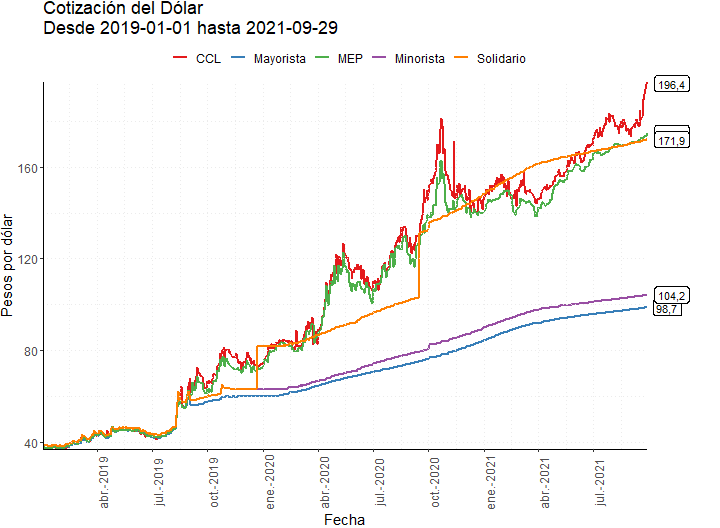 Cotización del Dólar
Desde 2019-01-01 hasta 2021-09-29
CCL Mayorista MEP Minorista Solidario
196,4
171,9
160
120
104,2
98,7
80
40
Pesos por dólar
abr.-2019 jul.-2019 oct.-2019 ene.-2020 abr.-2020 jul.-2020 oct.-2020 ene.-2021 abr.-2021 jul.-2021
Fecha